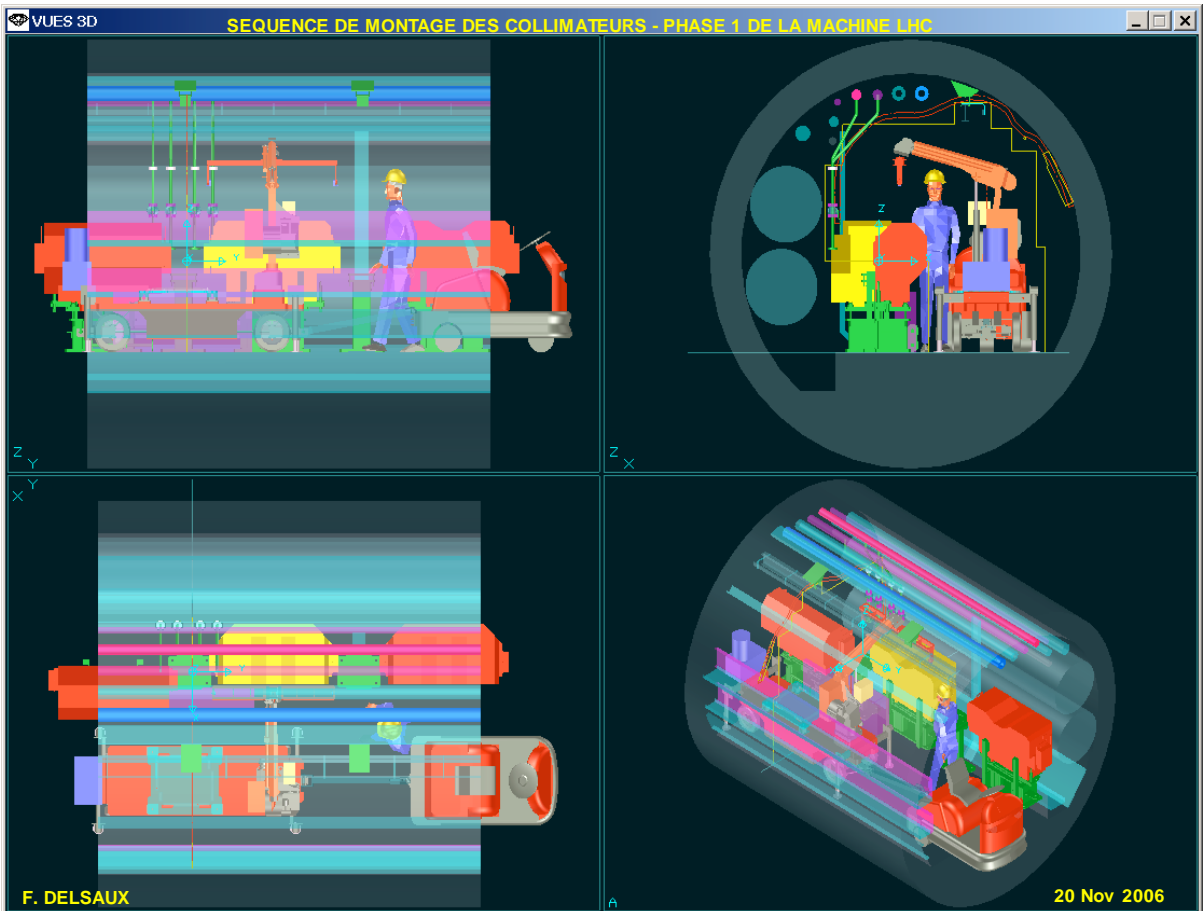 VUES 3D
SEQUENCE DE MONTAGE DES COLLIMATEURS - PHASE 1 DE LA MACHINE LHC
Z
Y
Y
Z
X
Z
Y
X
Y
Y
A
F. DELSAUX
20 Nov 2006